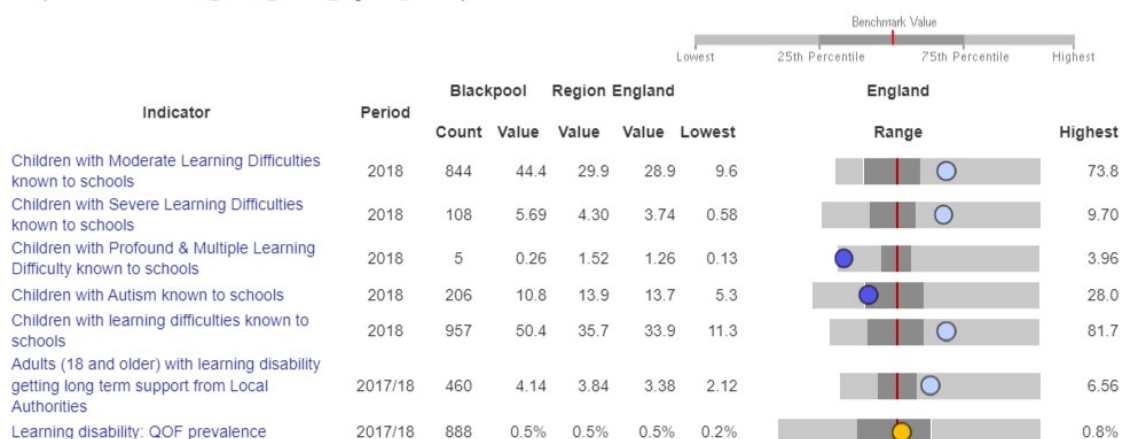 Benchmark Value
Lowest 25th Percentile 75th Percentile Highest
Blackpool Region England England
Indicator Period
Count Value Value Value Lowest Range Highest
Children with Moderate Learning Difficulties
known to schools
2018 844 44.4 29.9 28.9 9.6 73.8
Children with Severe Learning Difficulties
known to schools
2018 108 5.69 4.30 3.74 0.58 9.70
Children with Profound & Multiple Learning
Difficulty known to schools
2018 5 0.26 1.52 1.26 0.13 3.96
Children with Autism known to schools 2018 206 10.8 13.9 13.7 5.3 28.0
Children with learning difficulties known to
schools
2018 957 50.4 35.7 33.9 11.3 81.7
Adults (18 and older) with learning disability
getting long term support from Local
Authorities
2017/18 460 4.14 3.84 3.38 2.12 6.56
Learning disability: QOF prevalence 2017/18 888 0.5% 0.5% 0.5% 0.2% 0.8%